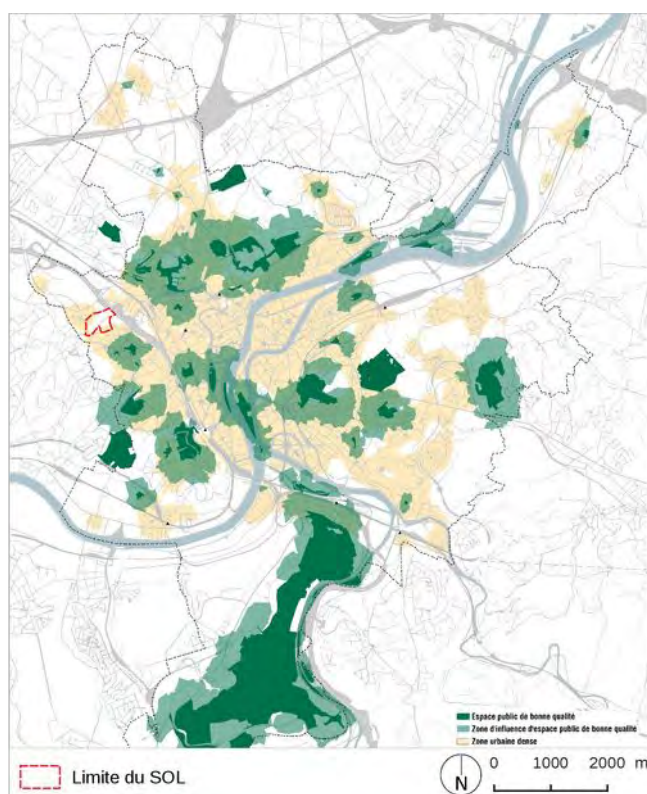 Espace public de bonne qualité
Zone d'influence d'espace public de bonne qualité
Zone urbaine dense
Limite du SOL
N
0 1000 2000 m